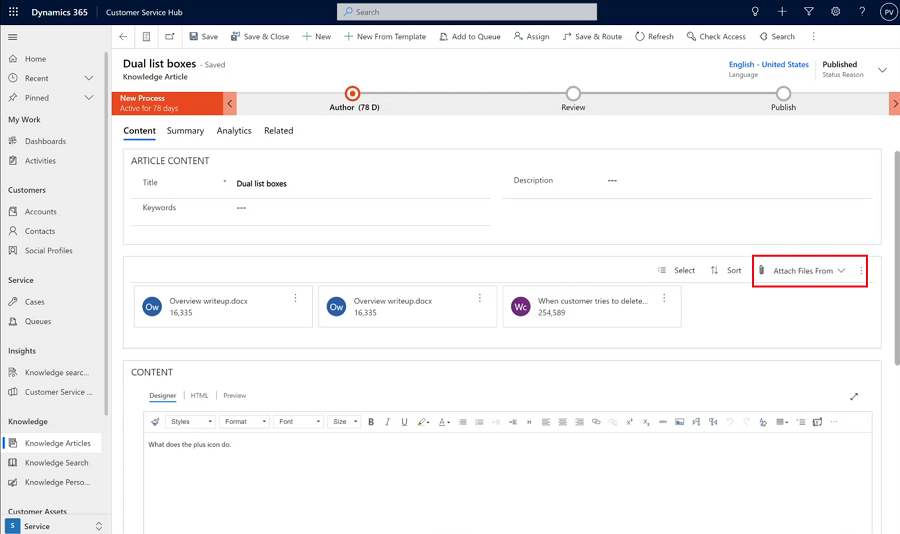 Dynamics 365 Customer Service Hub Search PV
Save Save & Close New New From Template Add to Queue Assign Save & Route Refresh Check Access Search
Home
Recent
Pinned
My Work
Dashboards
Activities
Customers
Accounts
Contacts
Social Profiles
Service
Cases
Queues
Insights
Knowledge searc...
Customer Service ...
Knowledge
Knowledge Articles
Knowledge Search
Knowledge Perso...
Customer Assets
S Service
Dual list boxes - Saved
Knowledge Article
English - United States
Language
Published
Status Reason
New Process
Active for 78 days
Author (78 D)
Review
Publish
Content Summary Analytics Related
ARTICLE CONTENT
Title * Dual list boxes
Description ---
Keywords ---
Select Sort Attach Files From
Ow Overview writeup.docx
16,335
Ow Overview writeup.docx
16,335
Wc When customer tries to delete...
254,589
CONTENT
Designer HTML Preview
Styles Format Font Size B I U A
What does the plus icon do.